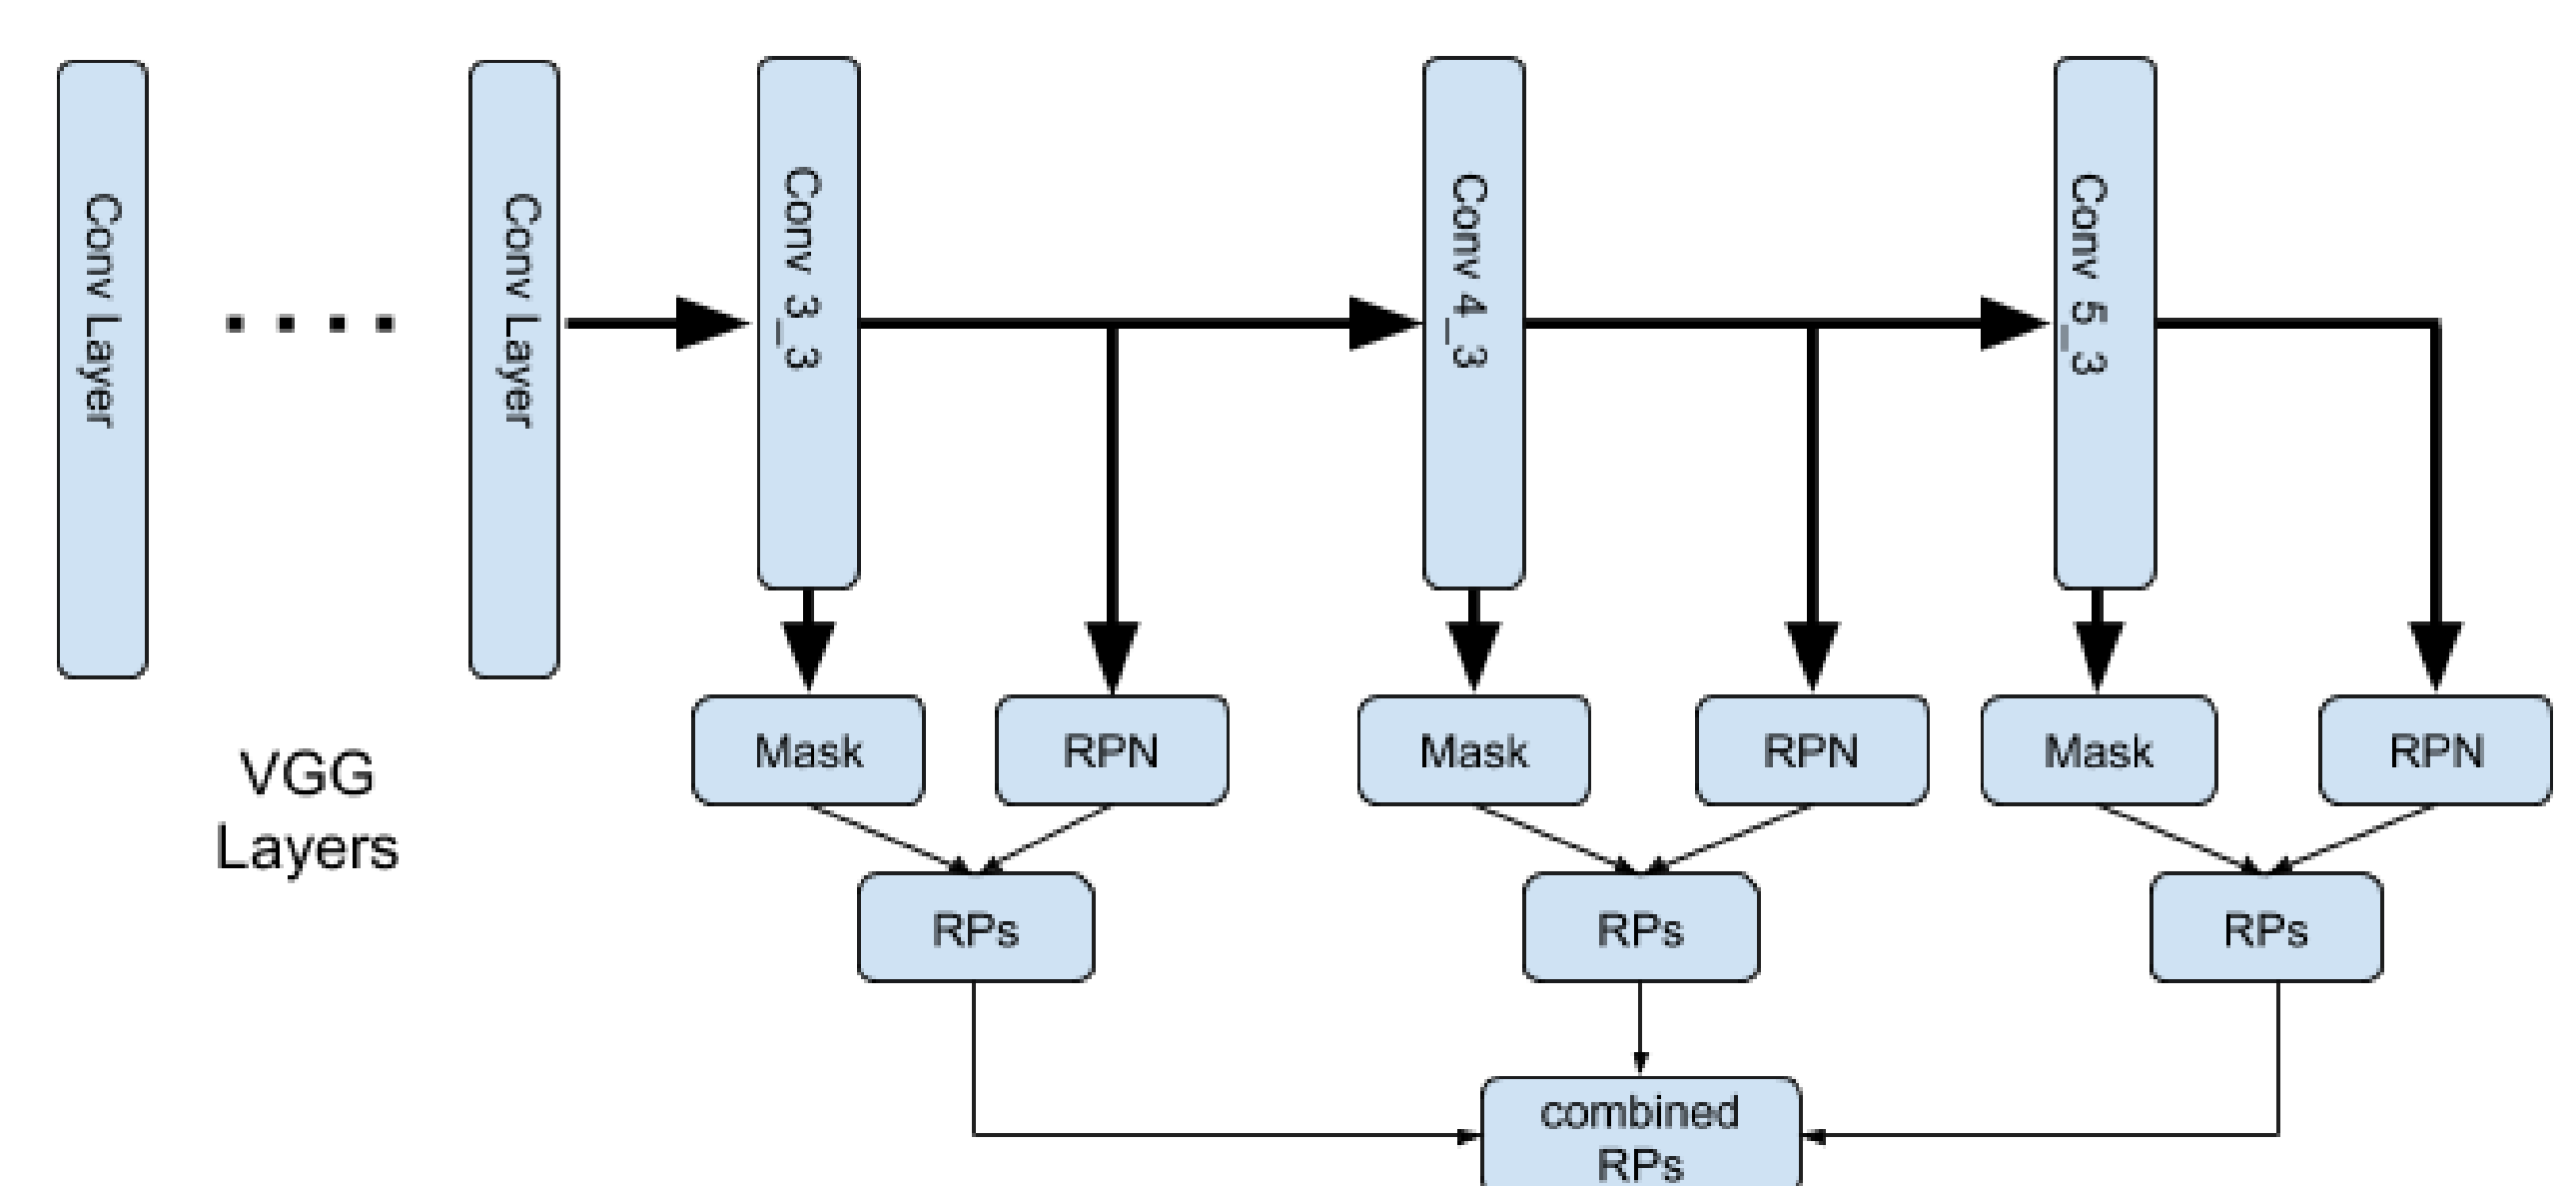 Conv Layer
Conv Layer
Conv 3_3
Conv 4_3
Conv 5_3
Mask
RPN
Mask
RPN
Mask
RPN
VGG
Layers
RPs
RPs
RPs
combined
RPs